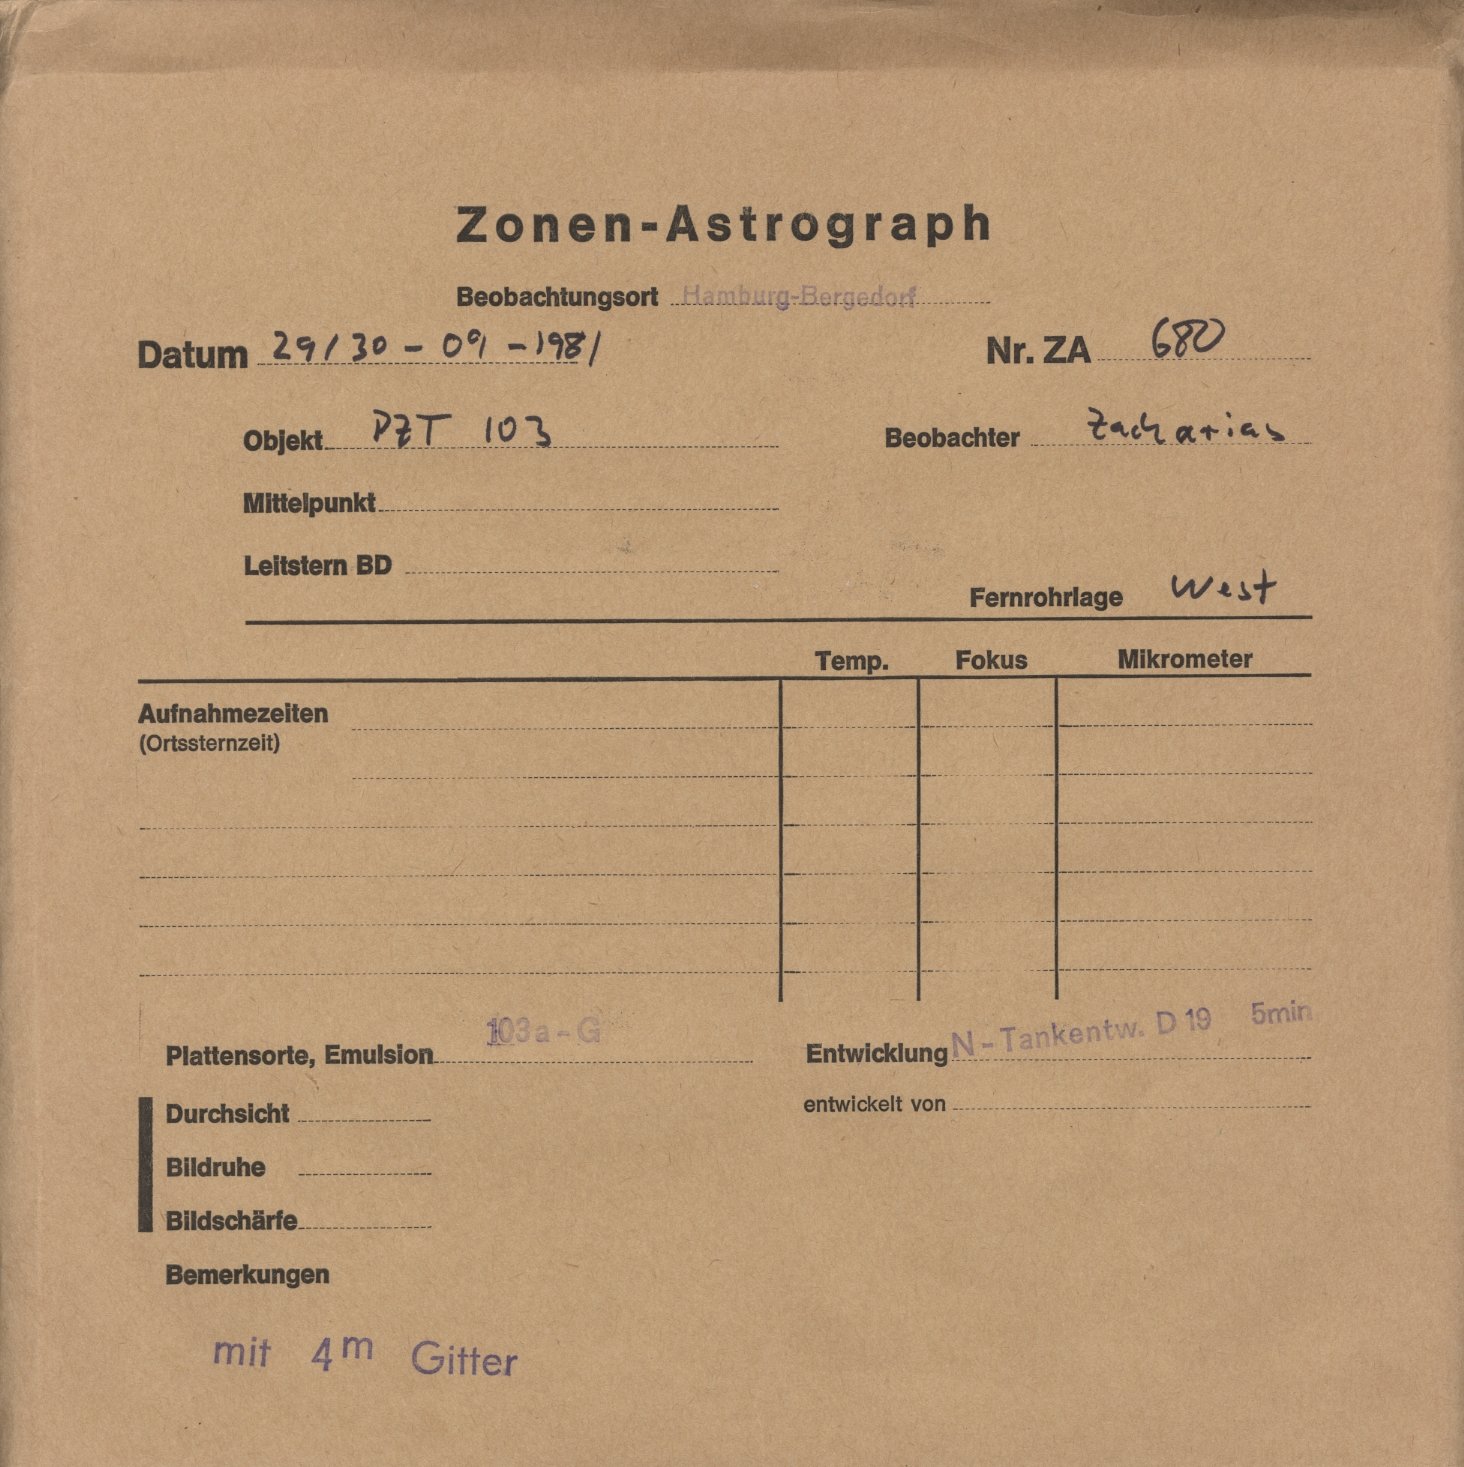 Zonen-Astrograph
Beobachtungsort Hamburg-Bergedorf
Datum 29/30 - 09 - 1981 Nr. ZA 680
Objekt PZT 103 Beobachter Zacharias
Mittelpunkt
Leitstern BD
Fernrohrlage West
Temp. Fokus Mikrometer
Aufnahmezeiten
(Ortssternzeit)
Plattensorte, Emulsion 103a-G Entwicklung N-Tankentw. D 19 5min
Durchsicht entwickelt von
Bildruhe
Bildschärfe
Bemerkungen
mit 4m Gitter